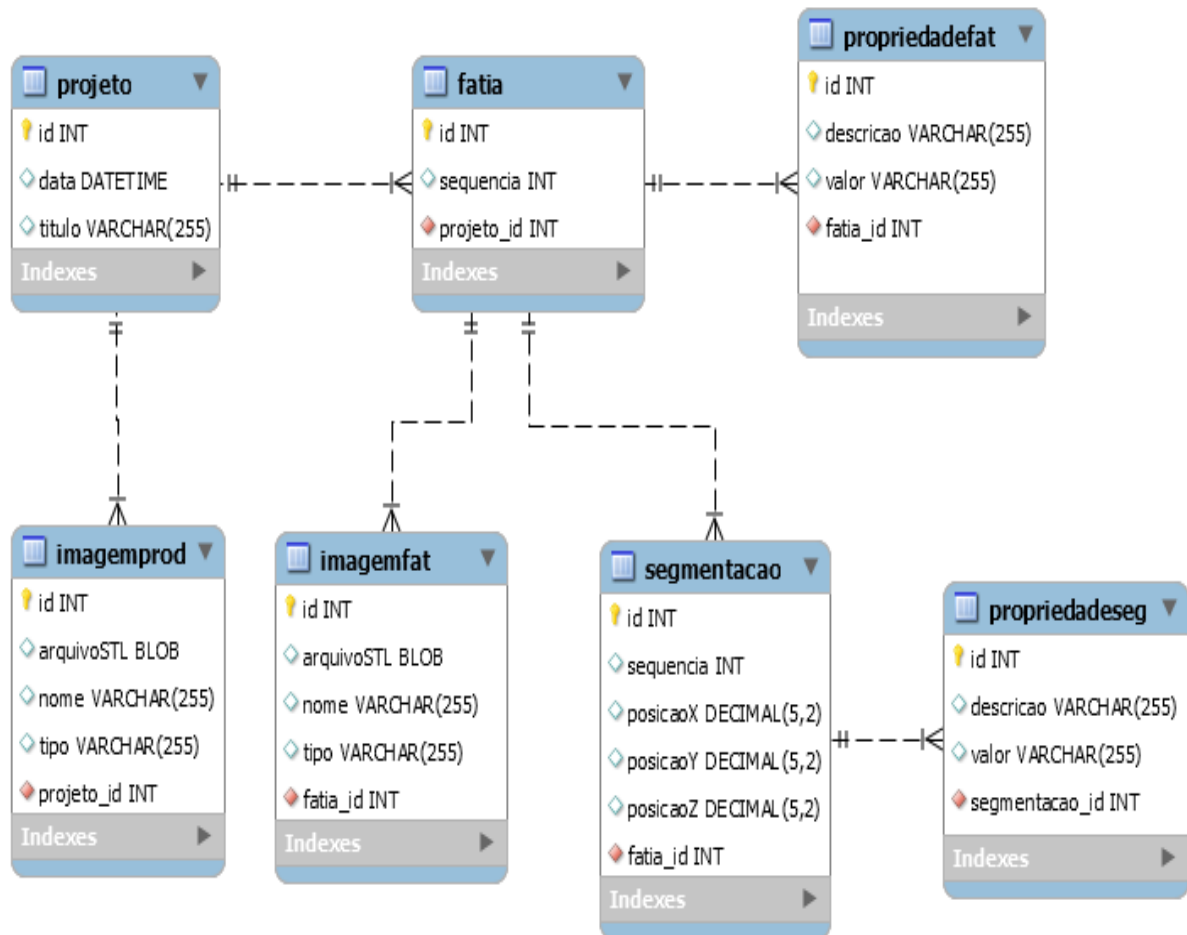 projeto
id INT
data DATETIME
titulo VARCHAR(255)
Indexes
fatia
id INT
sequência INT
projeto_id INT
Indexes
propriedadefat
id INT
descricao VARCHAR(255)
valor VARCHAR(255)
fatia_id INT
Indexes
imagemprod
id INT
arquivoSTL BLOB
nome VARCHAR(255)
tipo VARCHAR(255)
projeto_id INT
Indexes
imagemfat
id INT
arquivoSTL BLOB
nome VARCHAR(255)
tipo VARCHAR(255)
fatia_id INT
Indexes
segmentacao
id INT
sequencia INT
posicaoX DECIMAL(5,2)
posicaoY DECIMAL(5,2)
posicaoZ DECIMAL(5,2)
fatia_id INT
Indexes
propriedadeseg
id INT
descricao VARCHAR(255)
valor VARCHAR(255)
segmentacao_id INT
Indexes